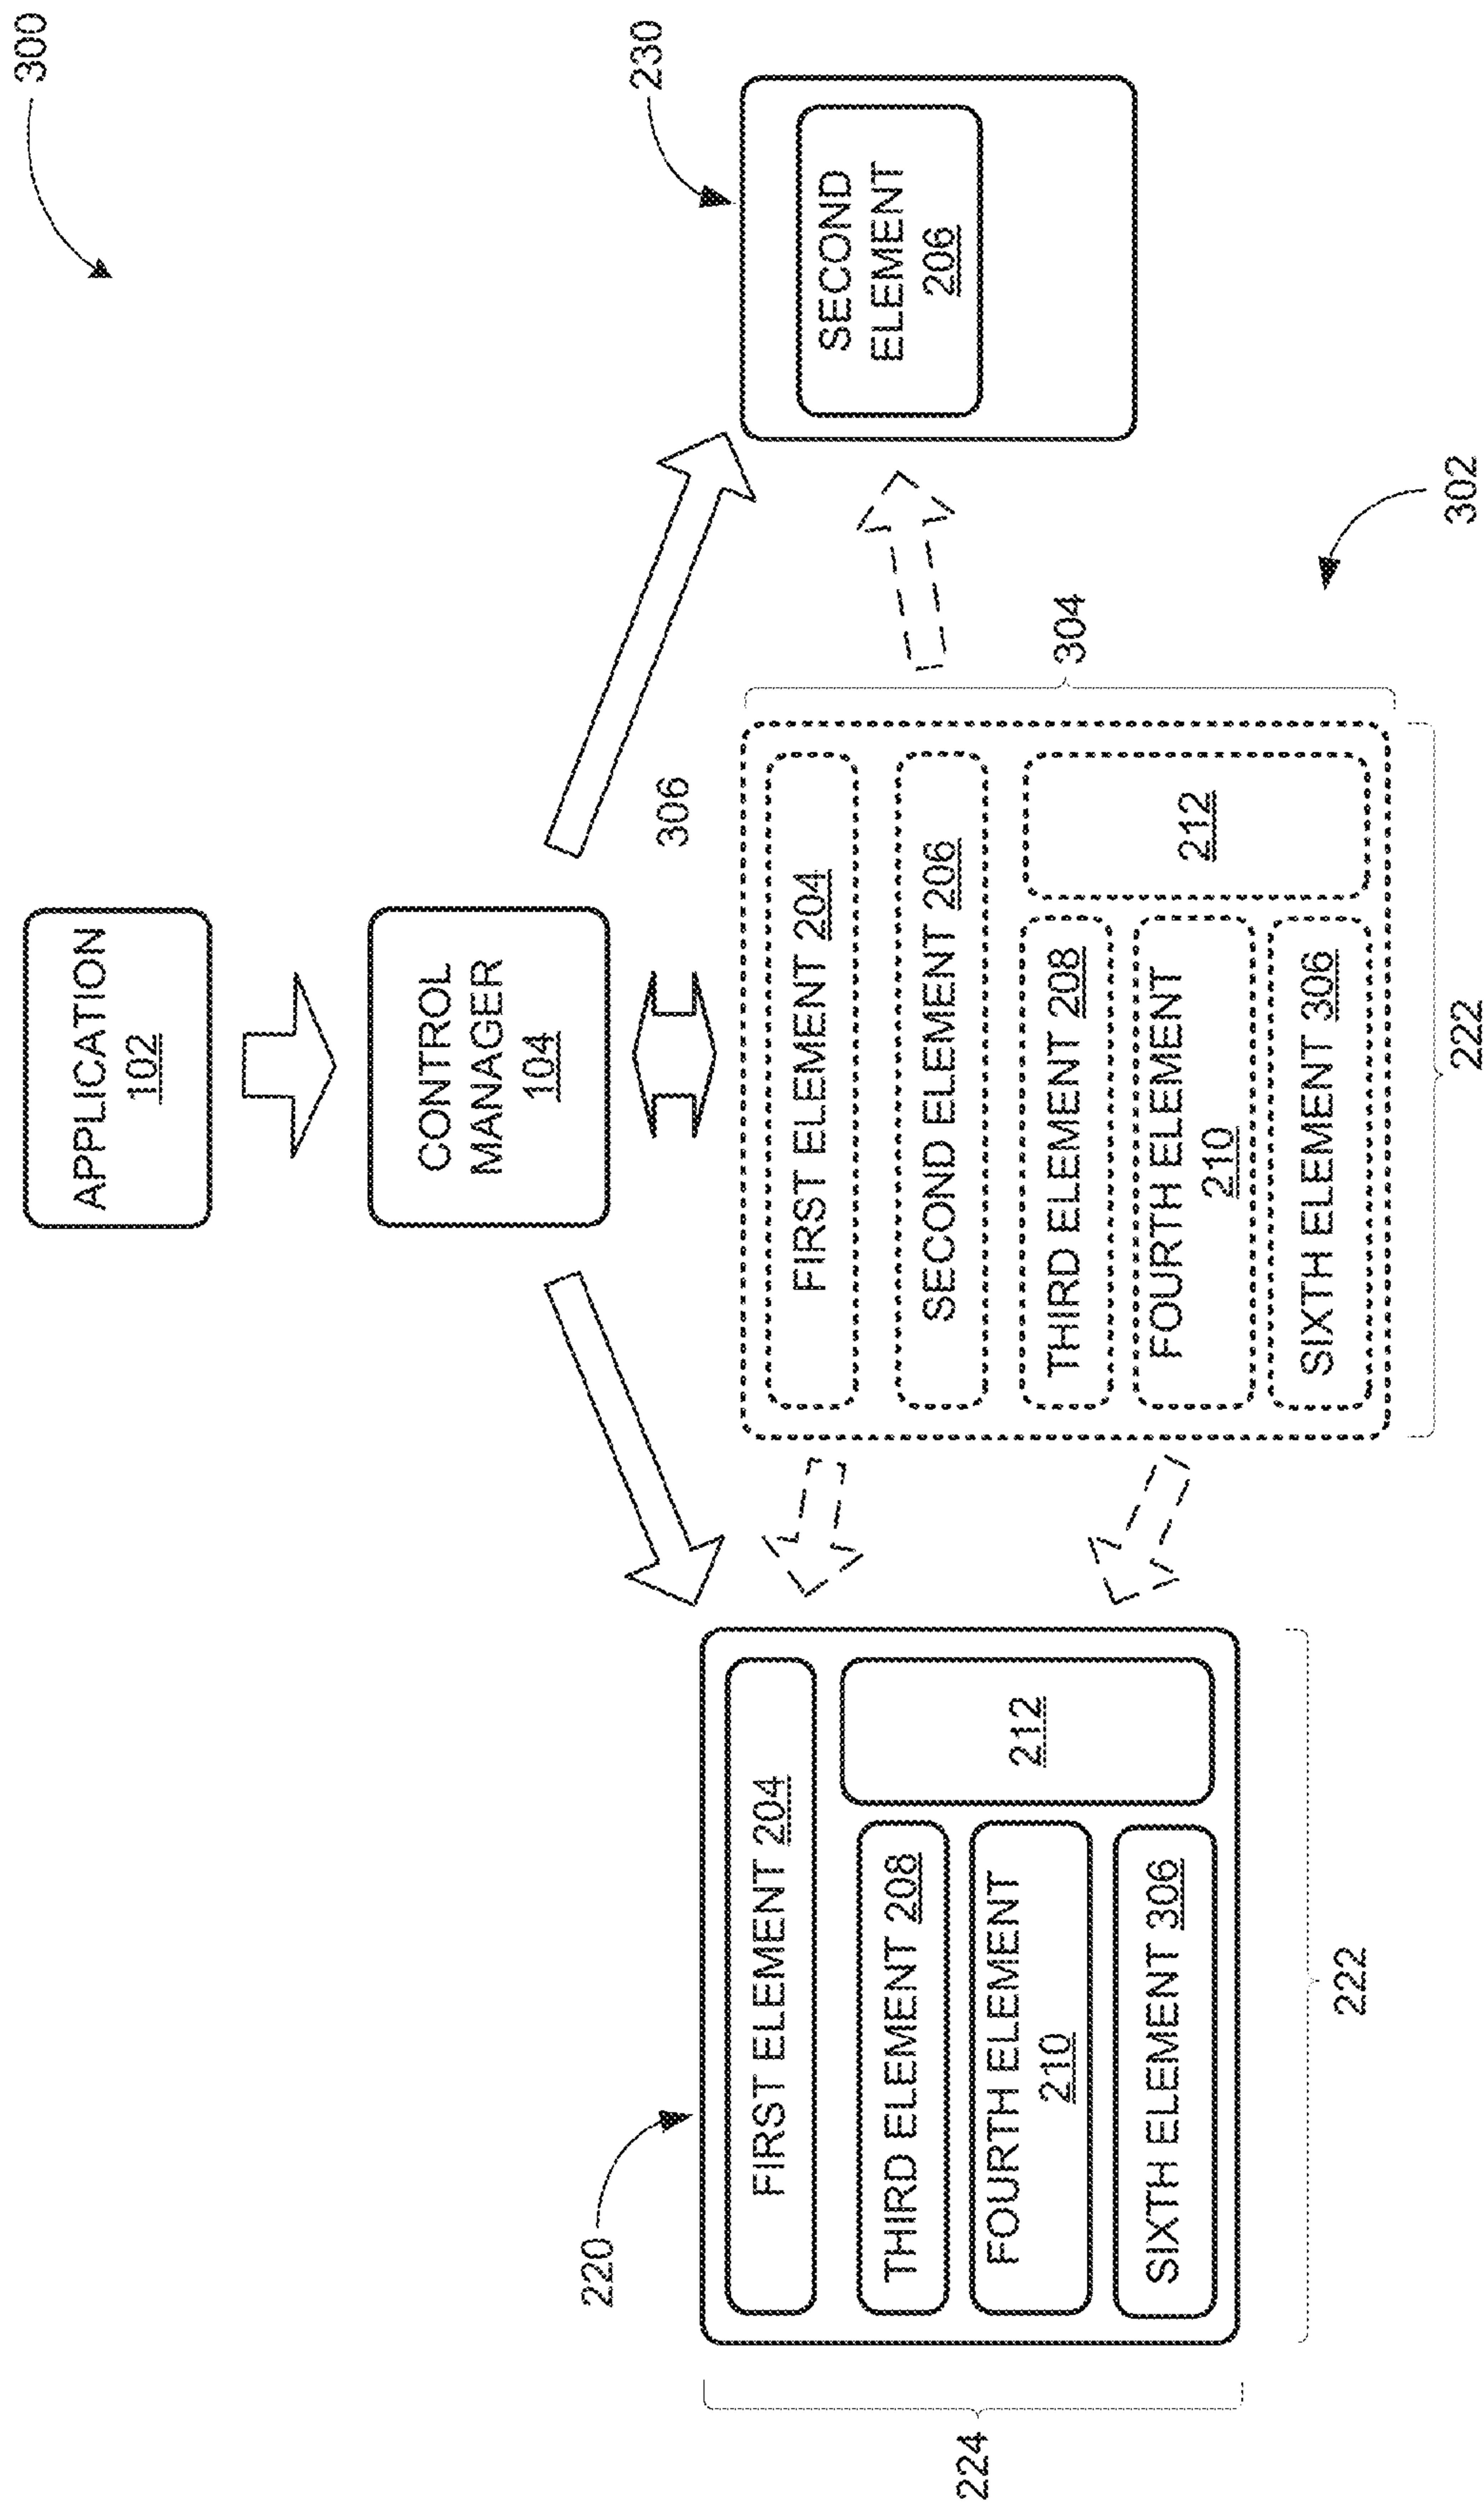 300
APPLICATION
102
CONTROL
MANAGER
104
306
220
230
FIRST ELEMENT 204
THIRD ELEMENT 208
FOURTH ELEMENT
210
SIXTH ELEMENT 306
212
224
222
FIRST ELEMENT 204
SECOND ELEMENT 206
THIRD ELEMENT 208
FOURTH ELEMENT
210
SIXTH ELEMENT 306
212
304
222
302
SECOND
ELEMENT
206